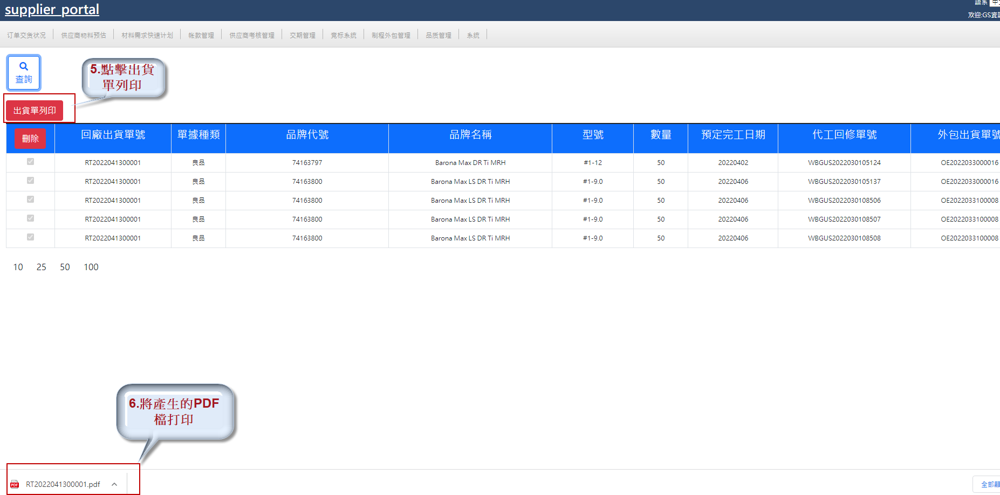 supplier_portal
語系
欢迎:GS資
订单交货状况 供应商物料预估 材料需求快速计划 帐款管理 供应商考核管理 交期管理 竞标系统 制程外包管理 品质管理 系统
查詢
5.點擊出貨
單列印
出貨單列印
刪除 回廠出貨單號 單據種類 品牌代號 品牌名稱 型號 數量 預定完工日期 代工回修單號 外包出貨單號
RT2022041300001 良品 74163797 Barona Max DR Ti MRH #1-12 50 20220402 WBGUS2022030105124 OE2022033000016
RT2022041300001 良品 74163800 Barona Max LS DR Ti MRH #1-9.0 50 20220406 WBGUS2022030105137 OE2022033000016
RT2022041300001 良品 74163800 Barona Max LS DR Ti MRH #1-9.0 50 20220406 WBGUS2022030108506 OE2022033100008
RT2022041300001 良品 74163800 Barona Max LS DR Ti MRH #1-9.0 50 20220406 WBGUS2022030108507 OE2022033100008
RT2022041300001 良品 74163800 Barona Max LS DR Ti MRH #1-9.0 50 20220406 WBGUS2022030108508 OE2022033100008
10 25 50 100
6.將產生的PDF
檔打印
PDF RT2022041300001.pdf
全部